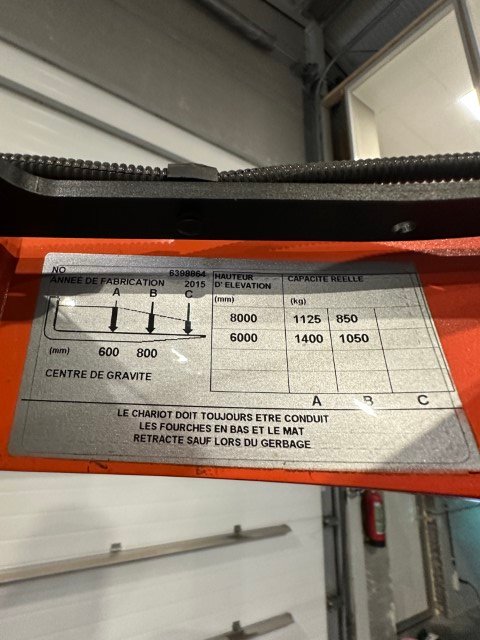 NO 6398864
ANNEE DE FABRICATION 2015
A B C
(mm) 600 800
CENTRE DE GRAVITE
HAUTEUR
D' ELEVATION
(mm)
CAPACITE REELLE
(kg)
8000 1125 850
6000 1400 1050
A B C
LE CHARIOT DOIT TOUJOURS ETRE CONDUIT
LES FOURCHES EN BAS ET LE MAT
RETRACTE SAUF LORS DU GERBAGE